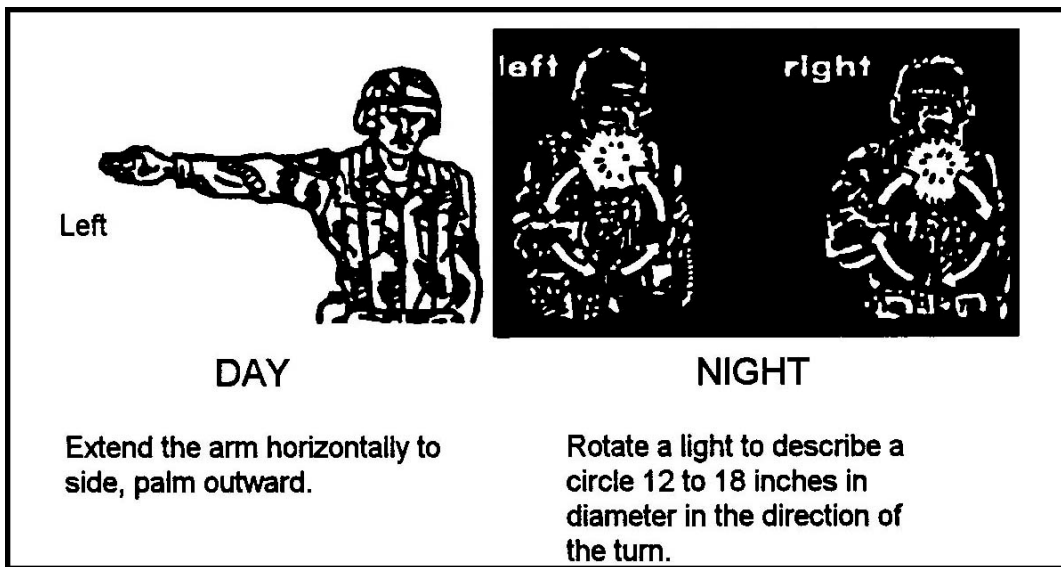 left
right
Left
DAY
NIGHT
Extend the arm horizontally to
side, palm outward.
Rotate a light to describe a
circle 12 to 18 inches in
diameter in the direction of
the turn.